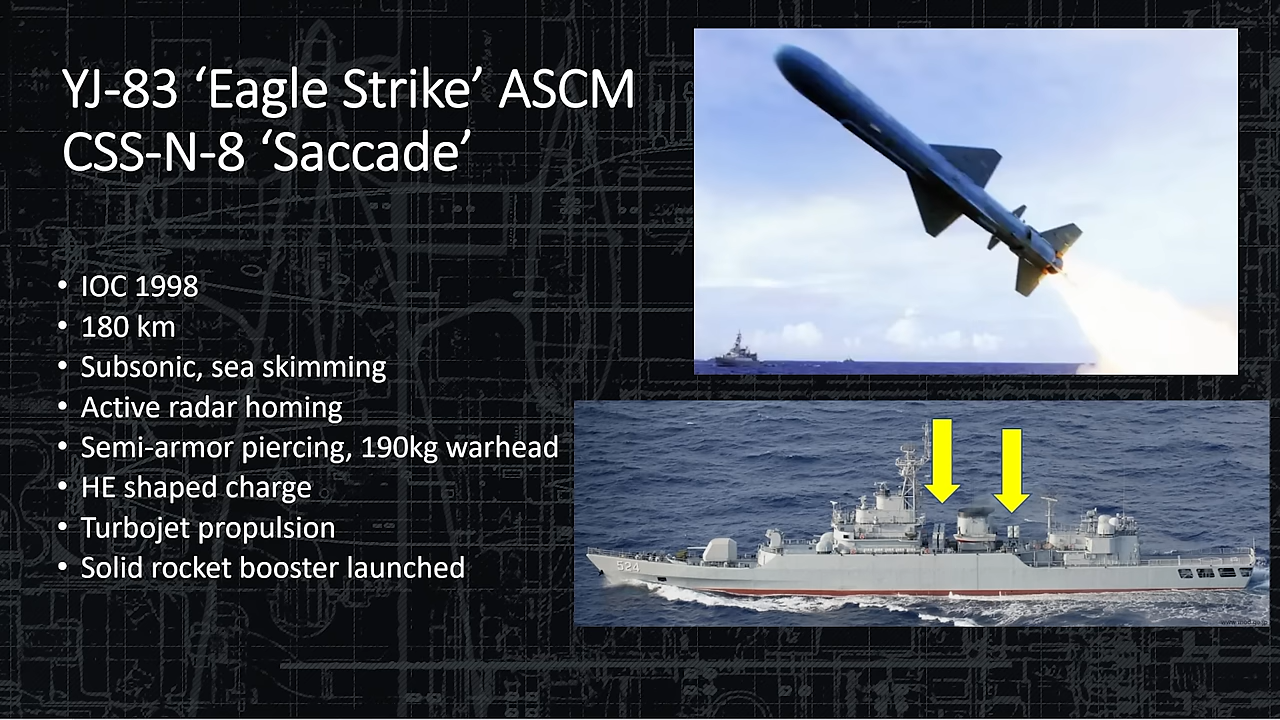 YJ-83 ‘Eagle Strike’ ASCM
CSS-N-8 ‘Saccade’
• IOC 1998
• 180 km
• Subsonic, sea skimming
• Active radar homing
• Semi-armor piercing, 190kg warhead
• HE shaped charge
• Turbojet propulsion
• Solid rocket booster launched
524